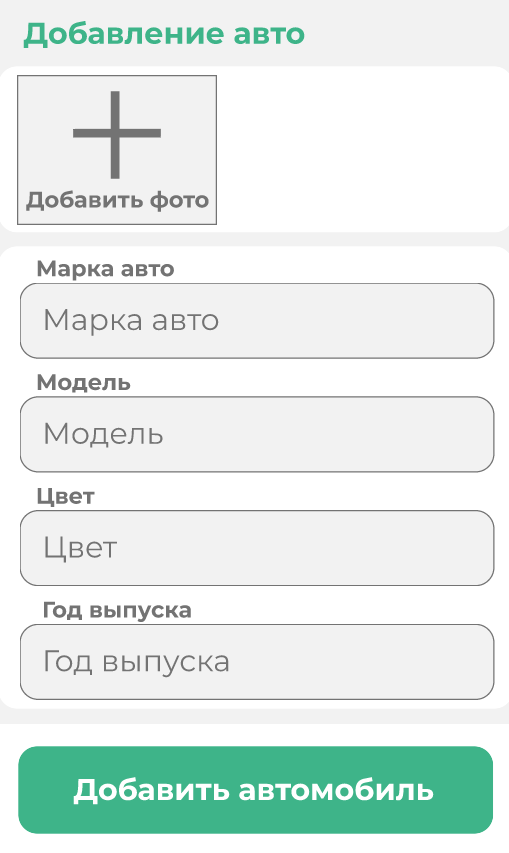 Добавление авто
Добавить фото
Марка авто
Марка авто
Модель
Модель
Цвет
Цвет
Год выпуска
Год выпуска
Добавить автомобиль